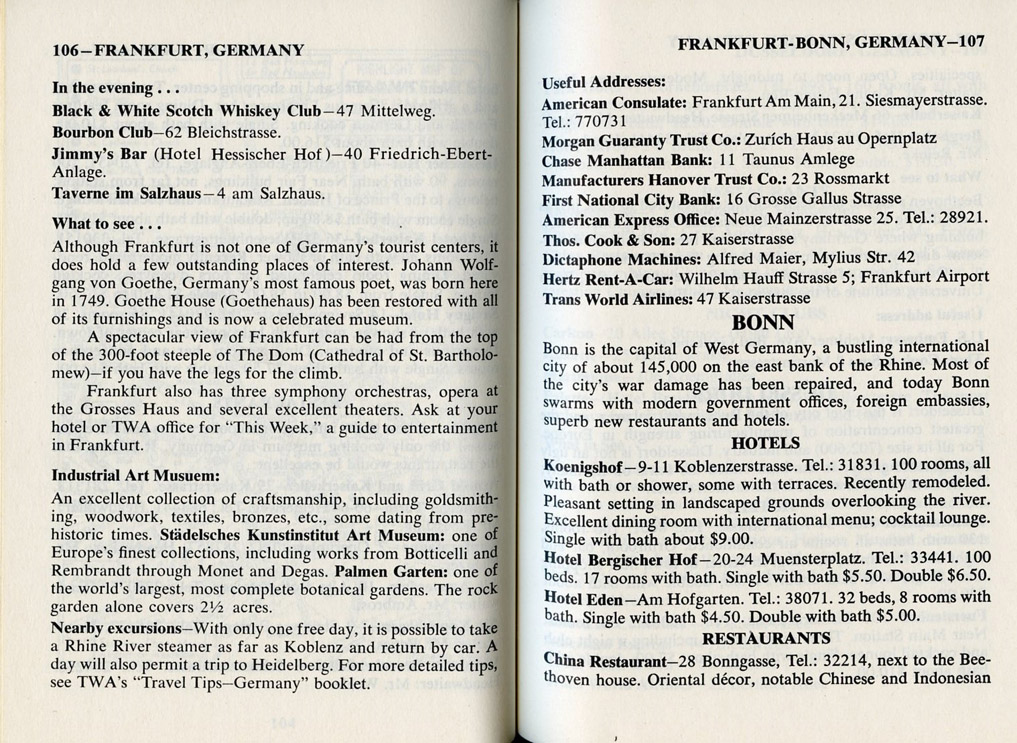 106–FRANKFURT, GERMANY
In the evening . . .
Black & White Scotch Whiskey Club–47 Mittelweg.
Bourbon Club–62 Bleichstrasse.
Jimmy's Bar (Hotel Hessischer Hof)–40 Friedrich-Ebert-
Anlage.
Taverne im Salzhaus–4 am Salzhaus.
What to see . . .
Although Frankfurt is not one of Germany's tourist centers, it
does hold a few outstanding places of interest. Johann Wolf-
gang von Goethe, Germany's most famous poet, was born here
in 1749. Goethe House (Goethehaus) has been restored with all
of its furnishings and is now a celebrated museum.
A spectacular view of Frankfurt can be had from the top
of the 300-foot steeple of The Dom (Cathedral of St. Bartholo-
mew)–if you have the legs for the climb.
Frankfurt also has three symphony orchestras, opera at
the Grosses Haus and several excellent theaters. Ask at your
hotel or TWA office for "This Week," a guide to entertainment
in Frankfurt.
Industrial Art Musuem:
An excellent collection of craftsmanship, including goldsmith-
ing, woodwork, textiles, bronzes, etc., some dating from pre-
historic times. Städelsches Kunstinstitut Art Museum: one of
Europe's finest collections, including works from Botticelli and
Rembrandt through Monet and Degas. Palmen Garten: one of
the world's largest, most complete botanical gardens. The rock
garden alone covers 2½ acres.
Nearby excursions–With only one free day, it is possible to take
a Rhine River steamer as far as Koblenz and return by car. A
day will also permit a trip to Heidelberg. For more detailed tips,
see TWA's "Travel Tips–Germany" booklet.
FRANKFURT-BONN, GERMANY–107
Useful Addresses:
American Consulate: Frankfurt Am Main, 21. Siesmayerstrasse.
Tel.: 770731
Morgan Guaranty Trust Co.: Zurich Haus au Opernplatz
Chase Manhattan Bank: 11 Taunus Amlege
Manufacturers Hanover Trust Co.: 23 Rossmarkt
First National City Bank: 16 Grosse Gallus Strasse
American Express Office: Neue Mainzerstrasse 25. Tel.: 28921.
Thos. Cook & Son: 27 Kaiserstrasse
Dictaphone Machines: Alfred Maier, Mylius Str. 42
Hertz Rent-A-Car: Wilhelm Hauff Strasse 5; Frankfurt Airport
Trans World Airlines: 47 Kaiserstrasse
BONN
Bonn is the capital of West Germany, a bustling international
city of about 145,000 on the east bank of the Rhine. Most of
the city's war damage has been repaired, and today Bonn
swarms with modern government offices, foreign embassies,
superb new restaurants and hotels.
HOTELS
Koenigshof–9-11 Koblenzerstrasse. Tel.: 31831. 100 rooms, all
with bath or shower, some with terraces. Recently remodeled.
Pleasant setting in landscaped grounds overlooking the river.
Excellent dining room with international menu; cocktail lounge.
Single with bath about $9.00.
Hotel Bergischer Hof–20-24 Muensterplatz. Tel.: 33441. 100
beds. 17 rooms with bath. Single with bath $5.50. Double $6.50.
Hotel Eden–Am Hofgarten. Tel.: 38071. 32 beds, 8 rooms with
bath. Single with bath $4.50. Double with bath $5.00.
RESTAURANTS
China Restaurant–28 Bonngasse, Tel.: 32214, next to the Bee-
thoven house. Oriental décor, notable Chinese and Indonesian